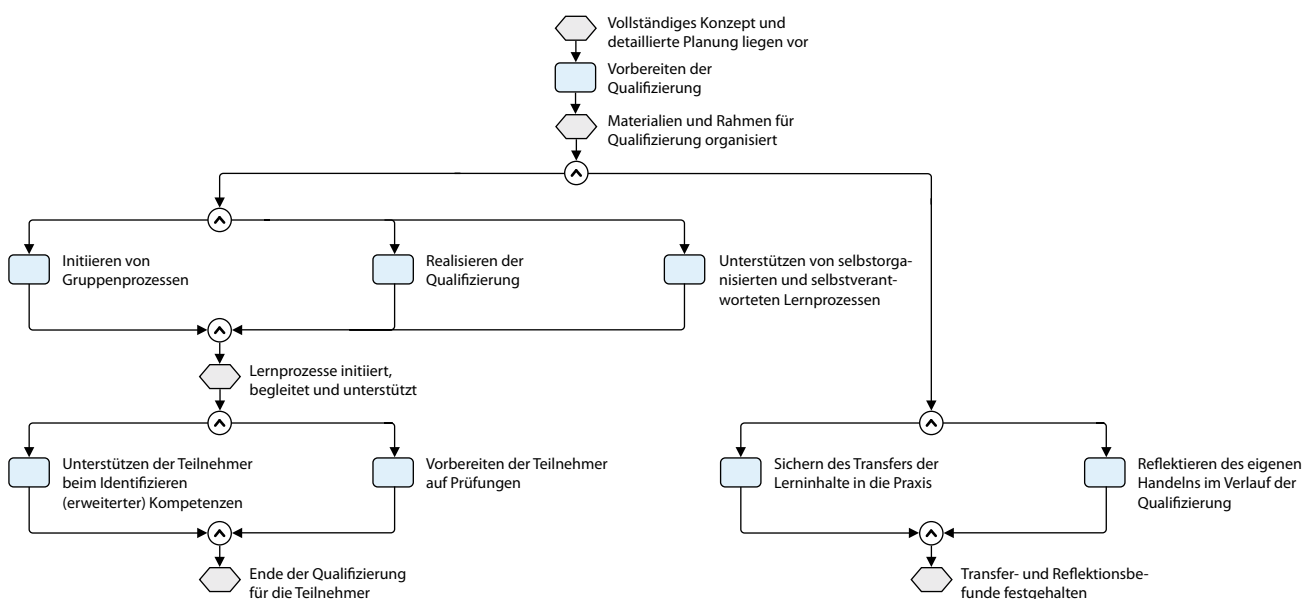 Vollständiges Konzept und
detaillierte Planung liegen vor
Vorbereiten der
Qualifizierung
Materialien und Rahmen für
Qualifizierung organisiert
Initiieren von
Gruppenprozessen
Realisieren der
Qualifizierung
Unterstützen von selbstorga-
nisierten und selbstverant-
worteten Lernprozessen
Lernprozesse initiiert,
begleitet und unterstützt
Unterstützen der Teilnehmer
beim Identifizieren
(erweiterter) Kompetenzen
Vorbereiten der Teilnehmer
auf Prüfungen
Sichern des Transfers der
Lerninhalte in die Praxis
Reflektieren des eigenen
Handelns im Verlauf der
Qualifizierung
Ende der Qualifizierung
für die Teilnehmer
Transfer- und Reflektionsbe-
funde festgehalten